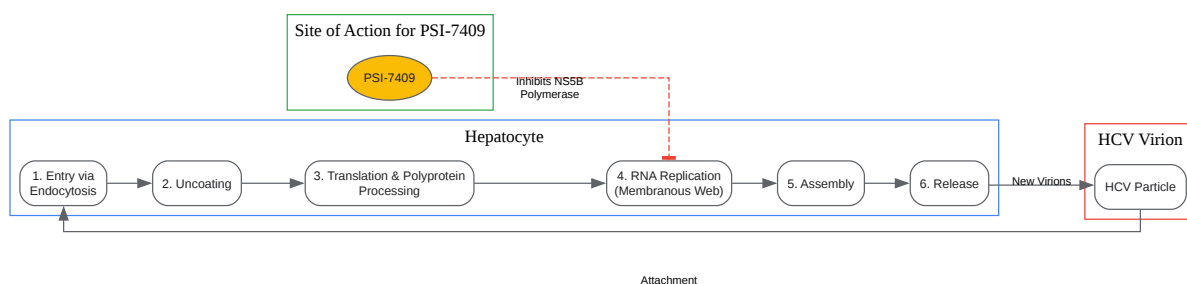 Site of Action for PSI-7409
PSI-7409
Inhibits NS5B
Polymerase
Hepatocyte
HCV Virion
1. Entry via
Endocytosis
2. Uncoating
3. Translation & Polyprotein
Processing
4. RNA Replication
(Membranous Web)
5. Assembly
6. Release
New Virions
HCV Particle
Attachment